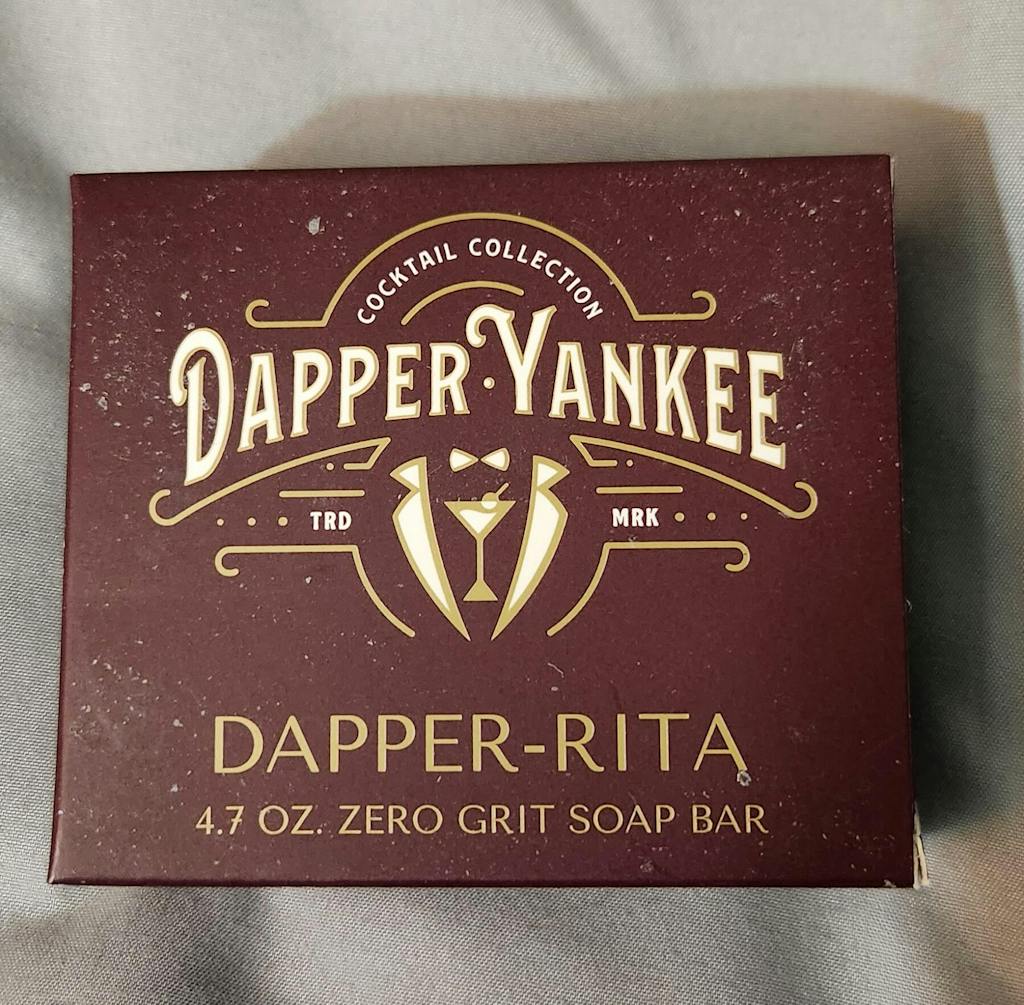 COCKTAIL COLLECTION
DAPPER·YANKEE
TRD MRK
DAPPER-RITA
4.7 OZ. ZERO GRIT SOAP BAR